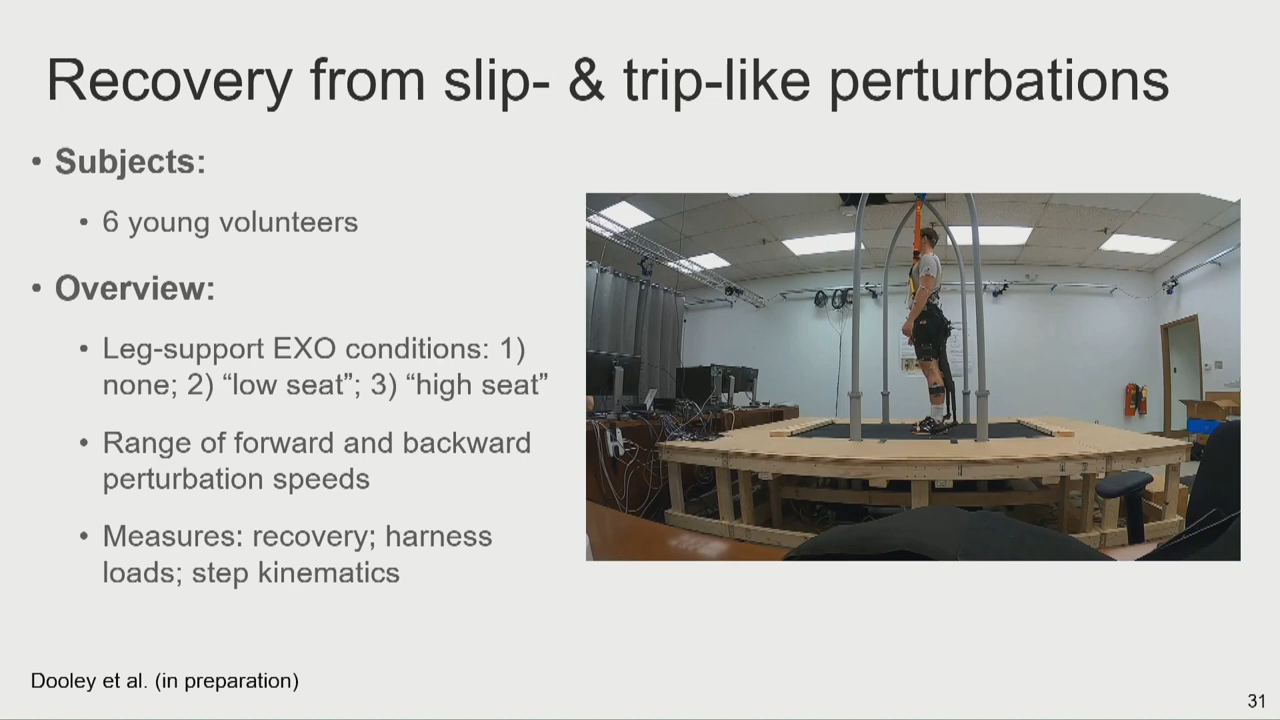 Recovery from slip- & trip-like perturbations
• Subjects:
• 6 young volunteers
• Overview:
• Leg-support EXO conditions: 1)
none; 2) “low seat”; 3) “high seat”
• Range of forward and backward
perturbation speeds
• Measures: recovery; harness
loads; step kinematics
Dooley et al. (in preparation)
31